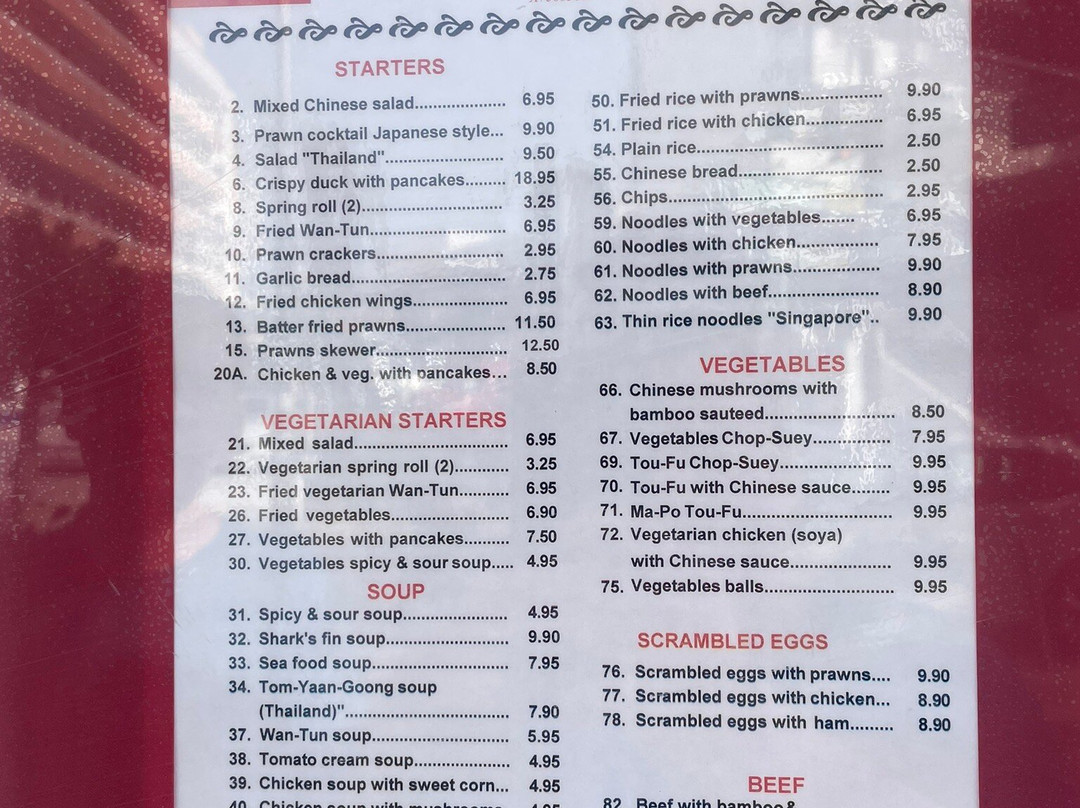 STARTERS
2. Mixed Chinese salad.................... 6.95
3. Prawn cocktail Japanese style... 9.90
4. Salad "Thailand".......................... 9.50
6. Crispy duck with pancakes......... 18.95
8. Spring roll (2)............................... 3.25
9. Fried Wan-Tun.............................. 6.95
10. Prawn crackers............................ 2.95
11. Garlic bread.................................. 2.75
12. Fried chicken wings..................... 6.95
13. Batter fried prawns...................... 11.50
15. Prawns skewer............................. 12.50
20A. Chicken & veg. with pancakes... 8.50
VEGETARIAN STARTERS
21. Mixed salad.................................. 6.95
22. Vegetarian spring roll (2)............ 3.25
23. Fried vegetarian Wan-Tun........... 6.95
26. Fried vegetables.......................... 6.90
27. Vegetables with pancakes.......... 7.50
30. Vegetables spicy & sour soup..... 4.95
SOUP
31. Spicy & sour soup....................... 4.95
32. Shark's fin soup........................... 9.90
33. Sea food soup.............................. 7.95
34. Tom-Yaan-Goong soup
(Thailand)".................................... 7.90
37. Wan-Tun soup.............................. 5.95
38. Tomato cream soup..................... 4.95
39. Chicken soup with sweet corn... 4.95
40. Chicken soup with mushrooms... 4.95
50. Fried rice with prawns.................. 9.90
51. Fried rice with chicken................. 6.95
54. Plain rice......................................... 2.50
55. Chinese bread............................... 2.50
56. Chips............................................... 2.95
59. Noodles with vegetables....... 6.95
60. Noodles with chicken.................. 7.95
61. Noodles with prawns................... 9.90
62. Noodles with beef........................ 8.90
63. Thin rice noodles "Singapore".. 9.90
VEGETABLES
66. Chinese mushrooms with
bamboo sauteed............................ 8.50
67. Vegetables Chop-Suey................ 7.95
69. Tou-Fu Chop-Suey....................... 9.95
70. Tou-Fu with Chinese sauce........ 9.95
71. Ma-Po Tou-Fu................................ 9.95
72. Vegetarian chicken (soya)
with Chinese sauce...................... 9.95
75. Vegetables balls........................... 9.95
SCRAMBLED EGGS
76. Scrambled eggs with prawns.... 9.90
77. Scrambled eggs with chicken... 8.90
78. Scrambled eggs with ham......... 8.90
BEEF
82. Beef with bamboo &